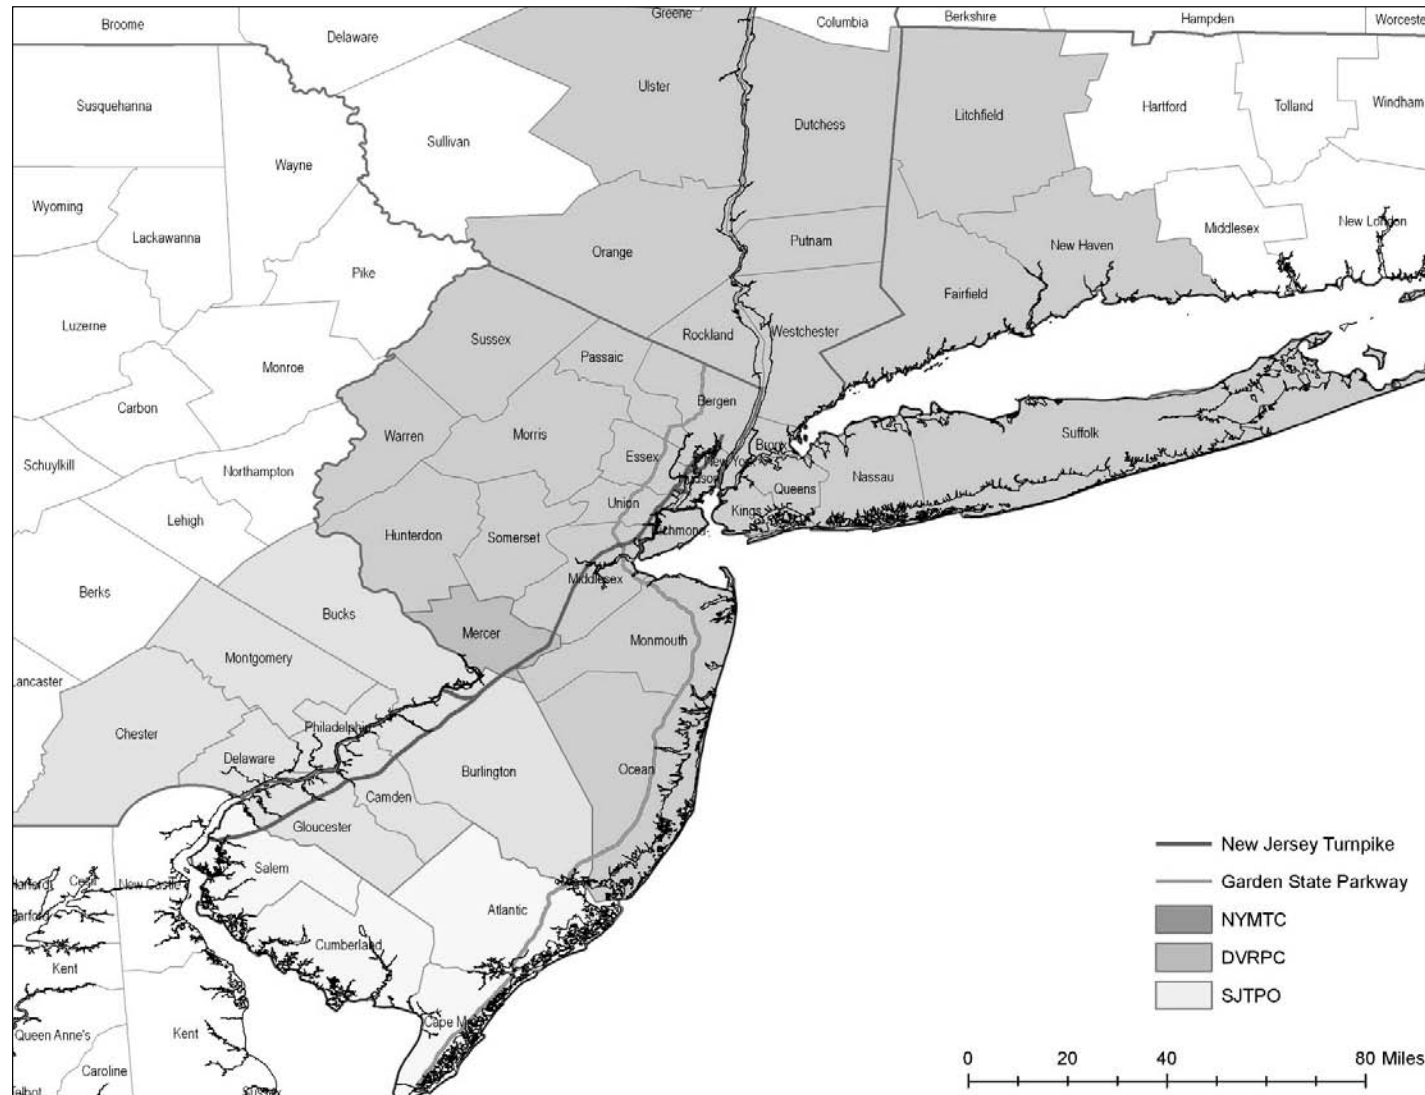 Broome
Delaware
Greene
Columbia
Berkshire
Hampden
Susquehanna
Ulster
Dutchess
Litchfield
Hartford
Tolland
Windham
Sullivan
Wayne
Wyoming
Lackawanna
Orange
Putnam
New Haven
Middlesex
New London
Pike
Fairfield
Luzerne
Sussex
Passaic
Rockland
Westchester
Monroe
Carbon
Bergen
Warren
Morris
Suffolk
Schuylkill
Northampton
Essex
New York
Bronx
Nassau
Hudson
Queens
Lehigh
Union
Kings
Hunterdon
Somerset
Middlesex
Berks
Bucks
Mercer
Monmouth
Montgomery
Chester
Philadelphia
Delaware
Burlington
Ocean
Camden
Gloucester
Salem
New Castle
Atlantic
Cumberland
Kent
Kent
Queen Anne's
Caroline
New Jersey Turnpike
Garden State Parkway
NYMTC
DVRPC
SJTPO
0 20 40 80 Miles